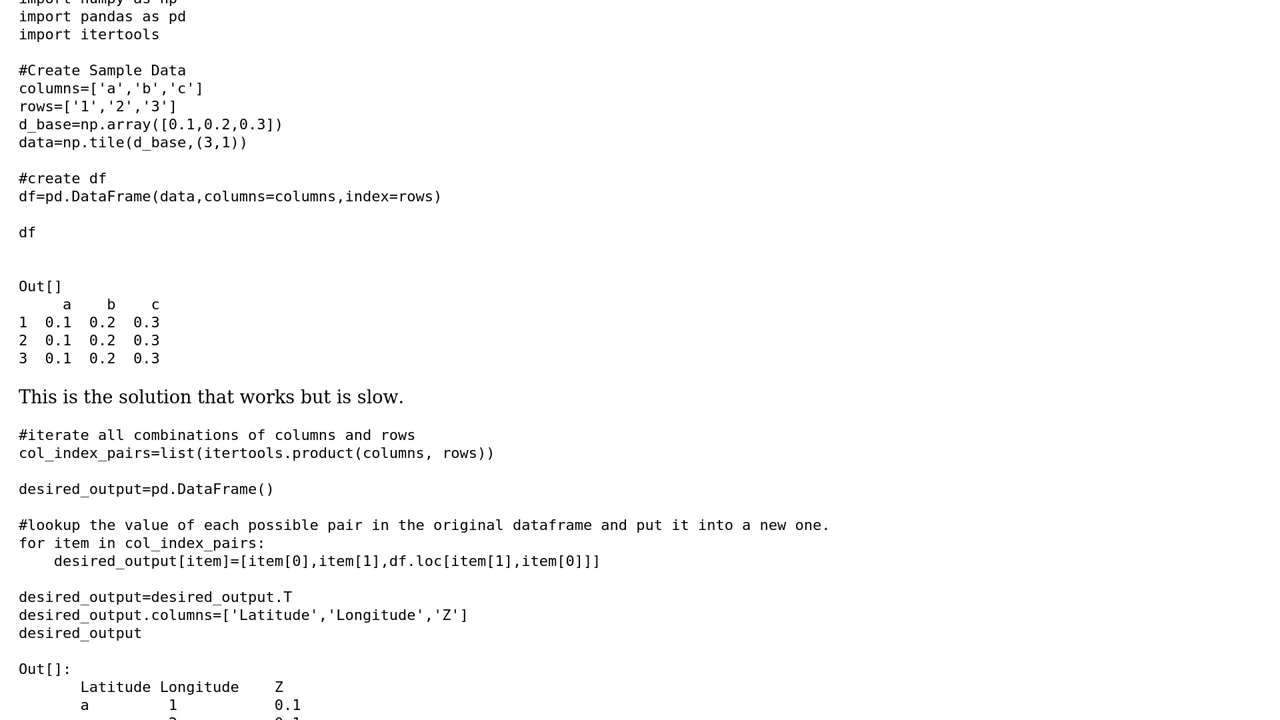 import numpy as np
import pandas as pd
import itertools
#Create Sample Data
columns=['a','b','c']
rows=['1','2','3']
d_base=np.array([0.1,0.2,0.3])
data=np.tile(d_base,(3,1))
#create df
df=pd.DataFrame(data,columns=columns,index=rows)
df
Out[]
     a    b    c
1  0.1  0.2  0.3
2  0.1  0.2  0.3
3  0.1  0.2  0.3
This is the solution that works but is slow.
#iterate all combinations of columns and rows
col_index_pairs=list(itertools.product(columns, rows))
desired_output=pd.DataFrame()
#lookup the value of each possible pair in the original dataframe and put it into a new one.
for item in col_index_pairs:
    desired_output[item]=[item[0],item[1],df.loc[item[1],item[0]]]
desired_output=desired_output.T
desired_output.columns=['Latitude','Longitude','Z']
desired_output
Out[]:
       Latitude Longitude    Z
       a         1           0.1
                 2           0.1